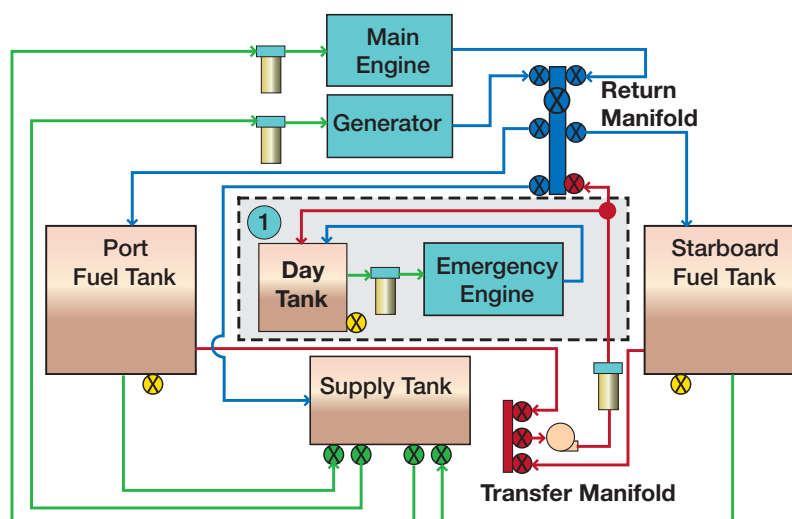 Main
Engine
Generator
Return
Manifold
1
Port
Fuel Tank
Day
Tank
Emergency
Engine
Starboard
Fuel Tank
Supply Tank
Transfer Manifold